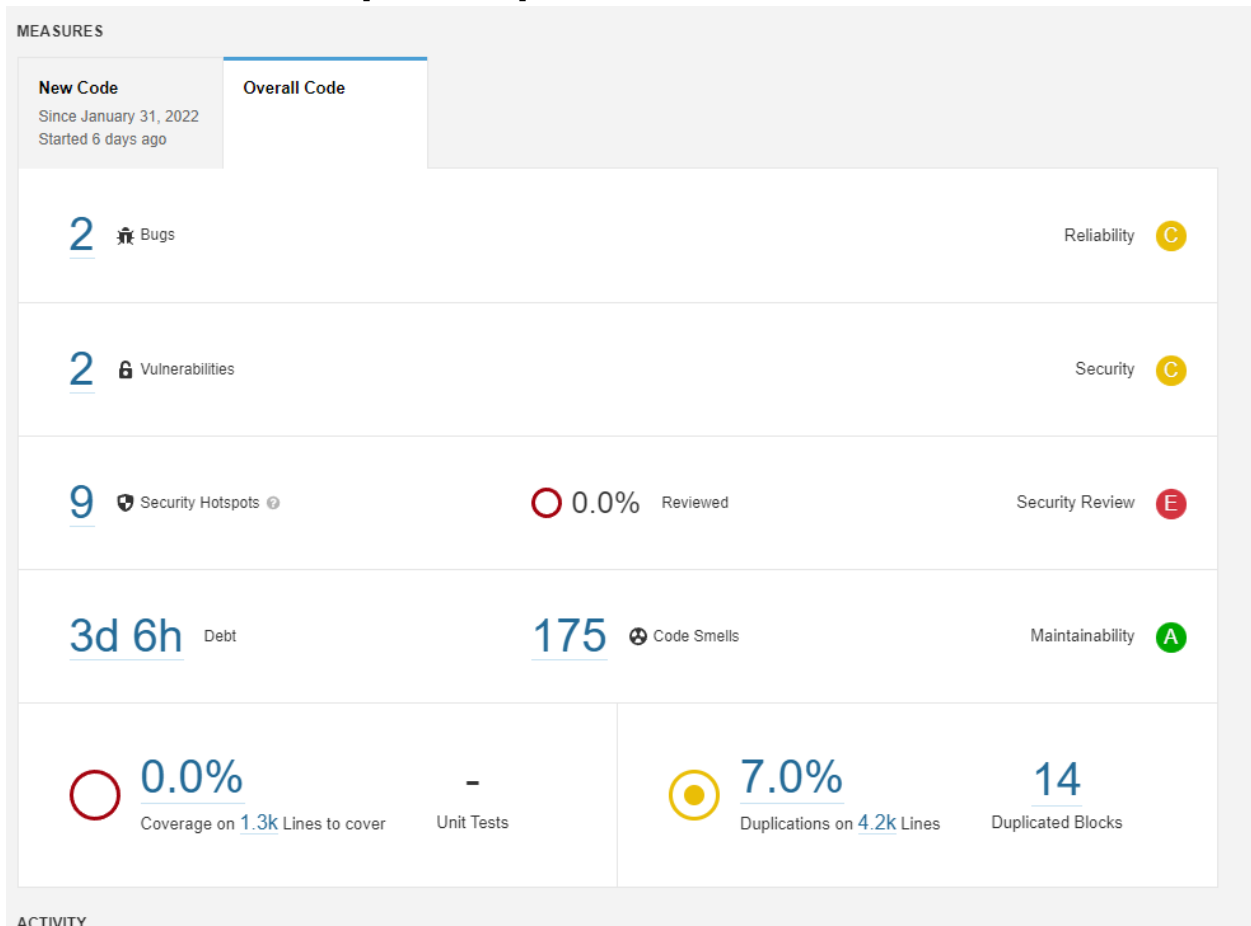 MEASURES
New Code
Since January 31, 2022
Started 6 days ago
Overall Code
2 Bugs
Reliability C
2 Vulnerabilities
Security C
9 Security Hotspots ?
0.0% Reviewed
Security Review E
3d 6h Debt
175 Code Smells
Maintainability A
0.0%
Coverage on 1.3k Lines to cover
-
Unit Tests
7.0%
Duplications on 4.2k Lines
14
Duplicated Blocks
ACTIVITY